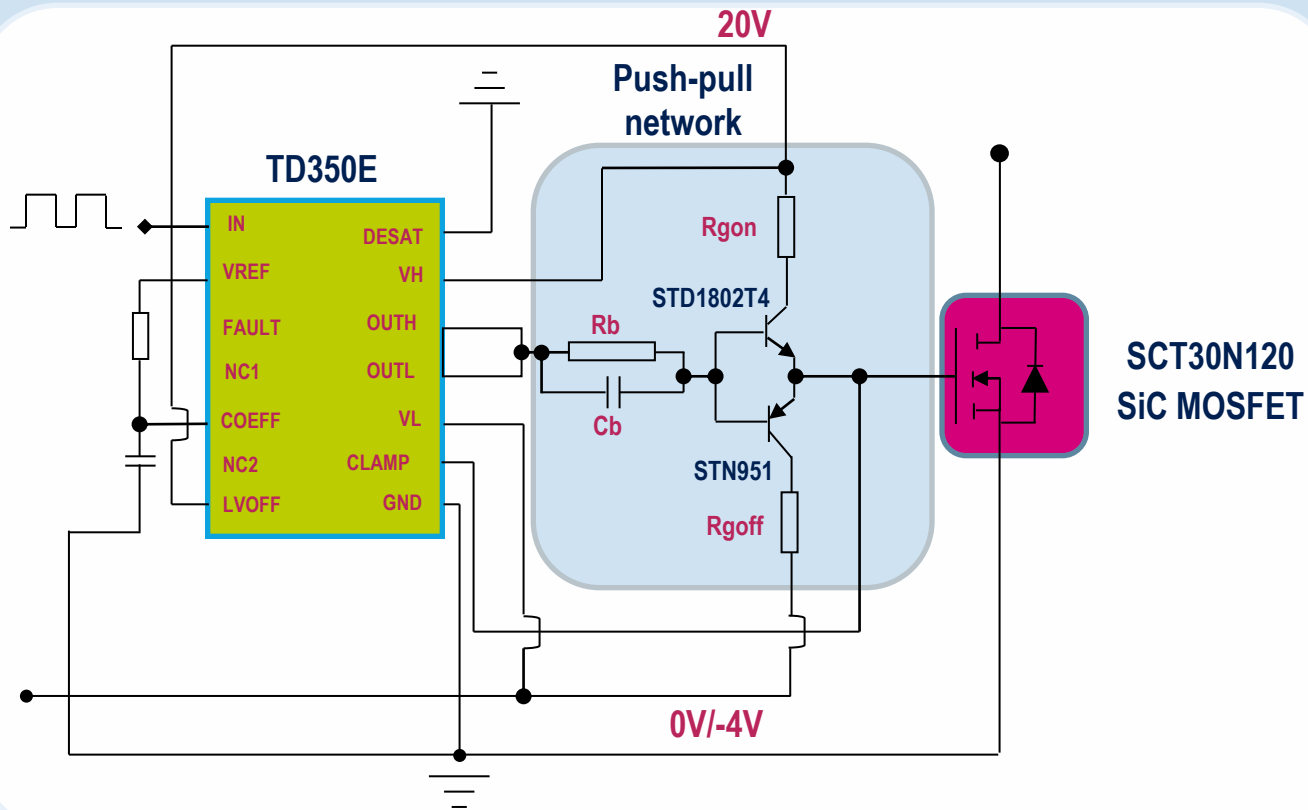 20V
Push-pull
network
TD350E
IN
DESAT
VREF
VH
FAULT
OUTH
NC1
OUTL
COEFF
VL
NC2
CLAMP
LVOFF
GND
Rgon
STD1802T4
Rb
Cb
STN951
Rgoff
SCT30N120
SiC MOSFET
0V/-4V